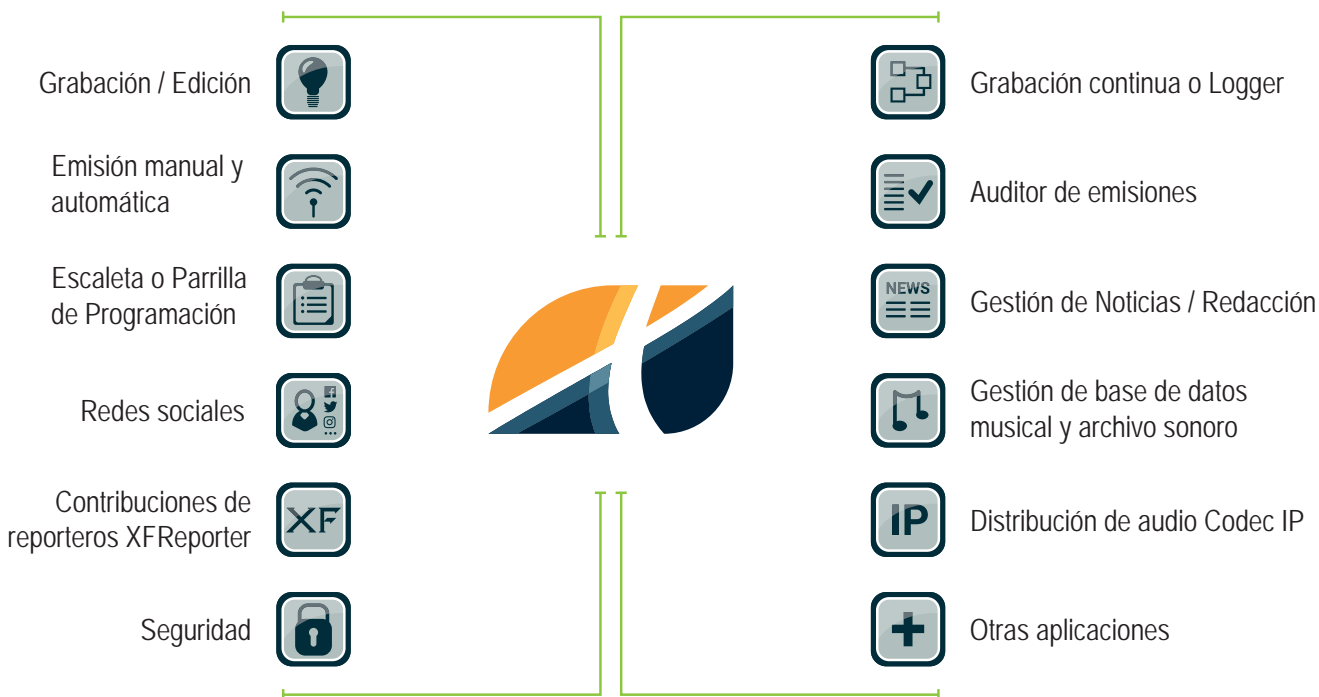 Grabación / Edición
Emisión manual y
automática
Escaleta o Parrilla
de Programación
Redes sociales
Contribuciones de
reporteros XFReporter
XF
Seguridad
Grabación continua o Logger
Auditor de emisiones
NEWS
Gestión de Noticias / Redacción
Gestión de base de datos
musical y archivo sonoro
IP
Distribución de audio Codec IP
Otras aplicaciones